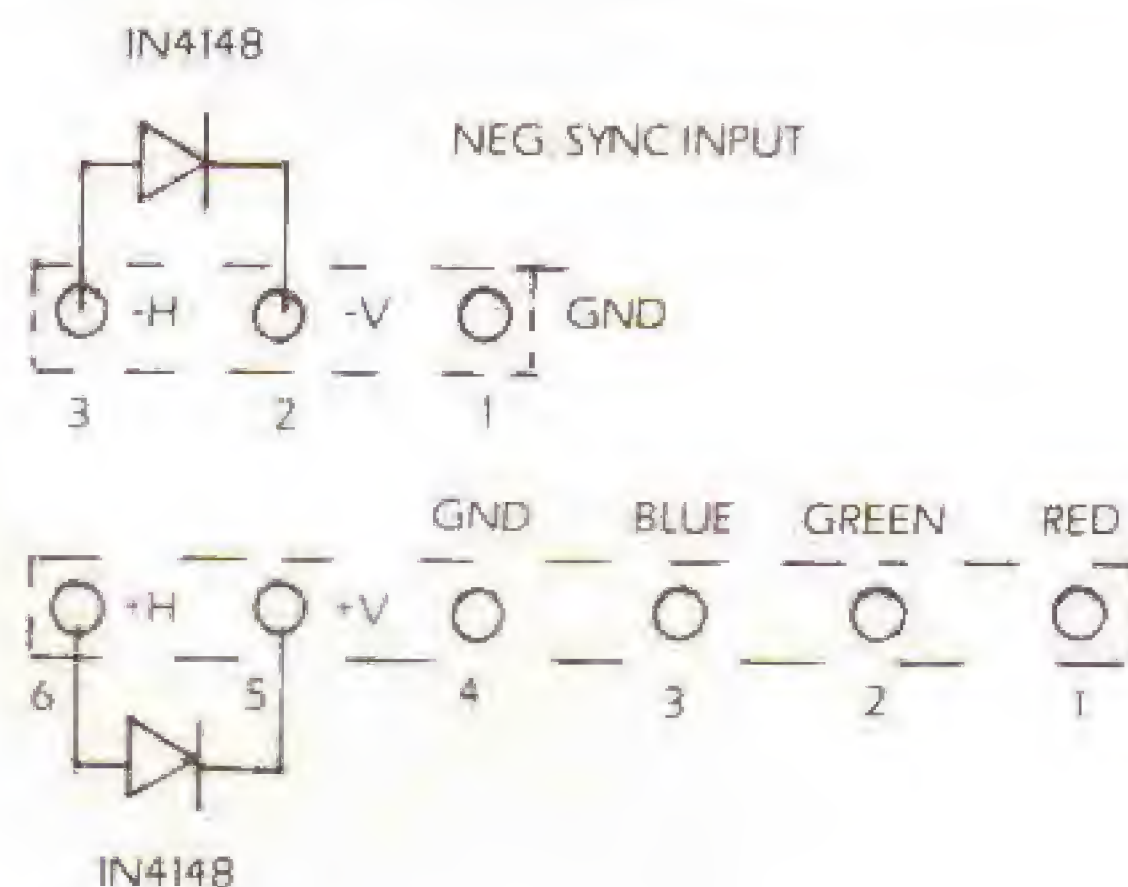 IN4148
NEG. SYNC INPUT
-H -V GND
3 2 1
GND BLUE GREEN RED
+H +V
6 5 4 3 2 1
IN4148